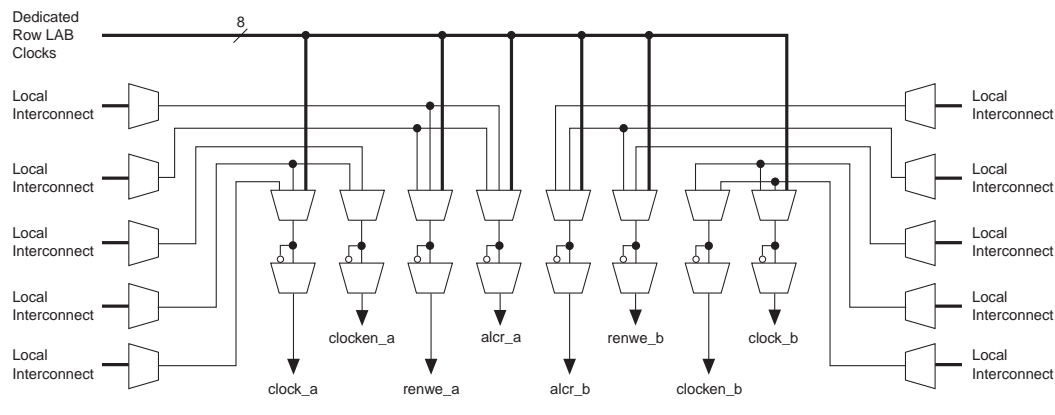 Dedicated
Row LAB
Clocks
8
Local
Interconnect
Local
Interconnect
Local
Interconnect
Local
Interconnect
Local
Interconnect
Local
Interconnect
Local
Interconnect
Local
Interconnect
Local
Interconnect
Local
Interconnect
clocken_a
alcr_a
renwe_b
clock_b
clock_a
renwe_a
alcr_b
clocken_b